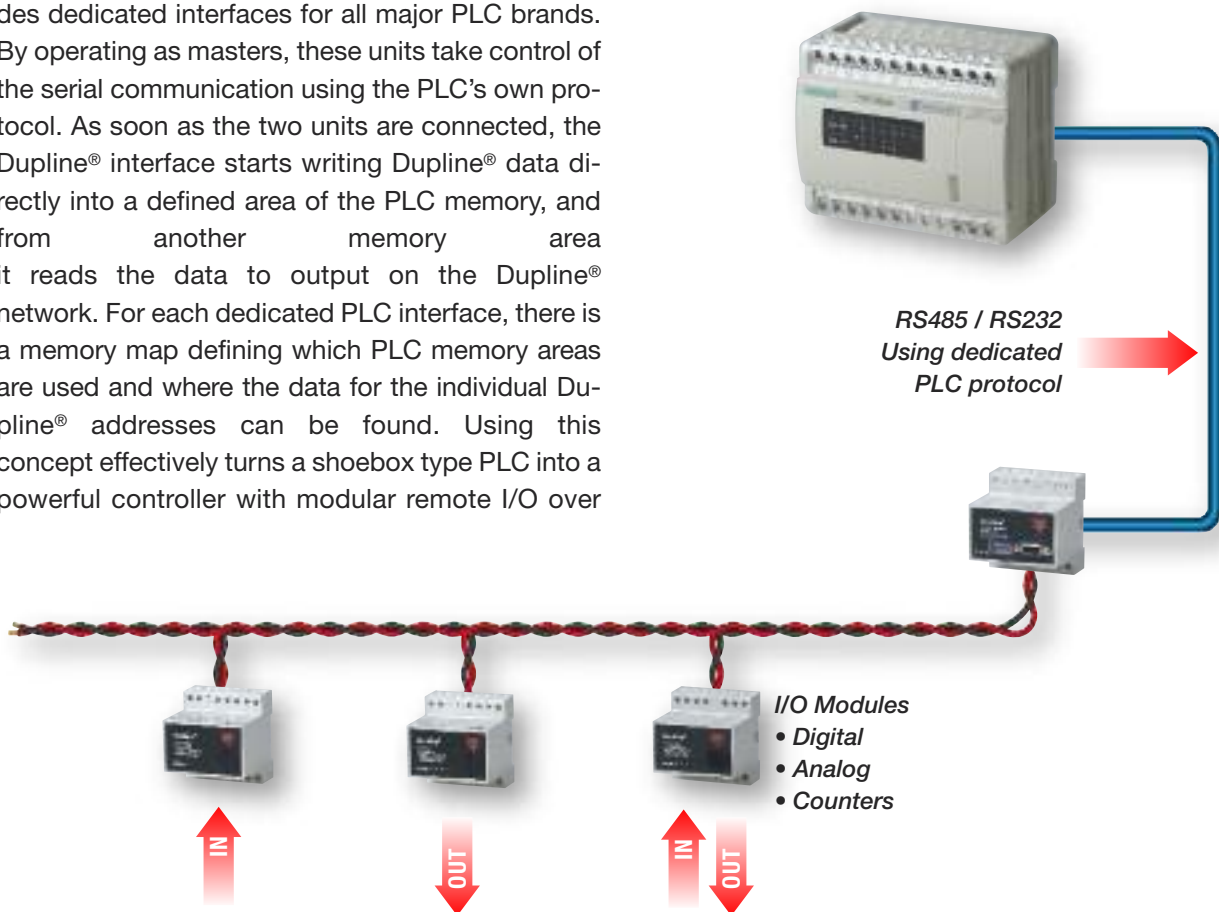 des dedicated interfaces for all major PLC brands.
By operating as masters, these units take control of
the serial communication using the PLC's own pro-
tocol. As soon as the two units are connected, the
Dupline® interface starts writing Dupline® data di-
rectly into a defined area of the PLC memory, and
from another memory area
it reads the data to output on the Dupline®
network. For each dedicated PLC interface, there is
a memory map defining which PLC memory areas
are used and where the data for the individual Du-
pline® addresses can be found. Using this
concept effectively turns a shoebox type PLC into a
powerful controller with modular remote I/O over
RS485 / RS232
Using dedicated
PLC protocol
I/O Modules
• Digital
• Analog
• Counters
IN
OUT
IN
OUT